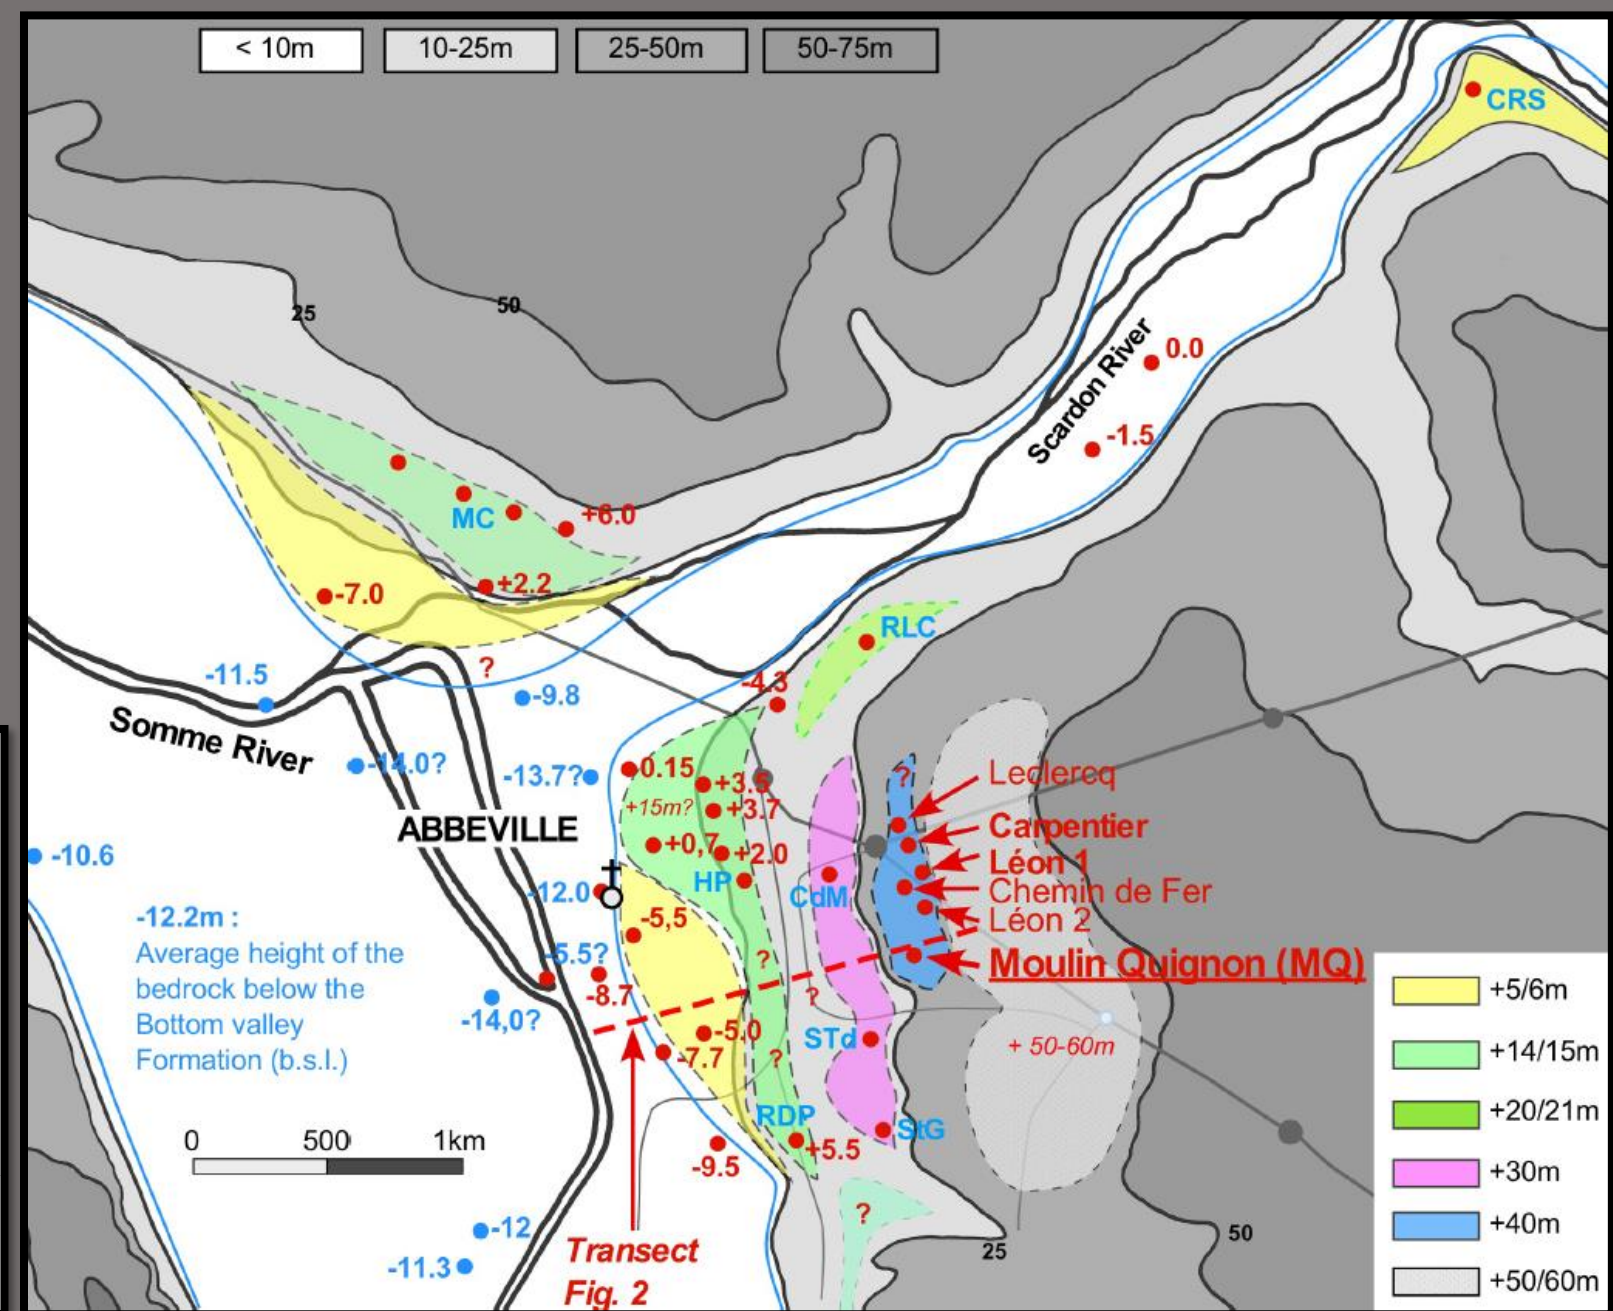 < 10m
10-25m
25-50m
50-75m
CRS
25
50
Scardon River
0.0
-1.5
MC
+6.0
+2.2
-7.0
?
RLC
-11.5
-9.8
-4.3
Somme River
-14.0?
-13.7?
0.15
+3.5
+15m?
+3.7
?
Leclercq
Carpentier
Léon 1
Chemin de Fer
Léon 2
Moulin Quignon (MQ)
ABBEVILLE
+0,7
+2.0
HP
CdM
-10.6
-12.0
-12.2m :
Average height of the
bedrock below the
Bottom valley
Formation (b.s.l.)
-5,5
-5.5?
?
?
-8.7
-14,0?
-5.0
-7.7
?
STd
+ 50-60m
RDP
+5.5
StG
-9.5
0
500
1km
?
-12
-11.3
Transect
Fig. 2
25
50
+5/6m
+14/15m
+20/21m
+30m
+40m
+50/60m